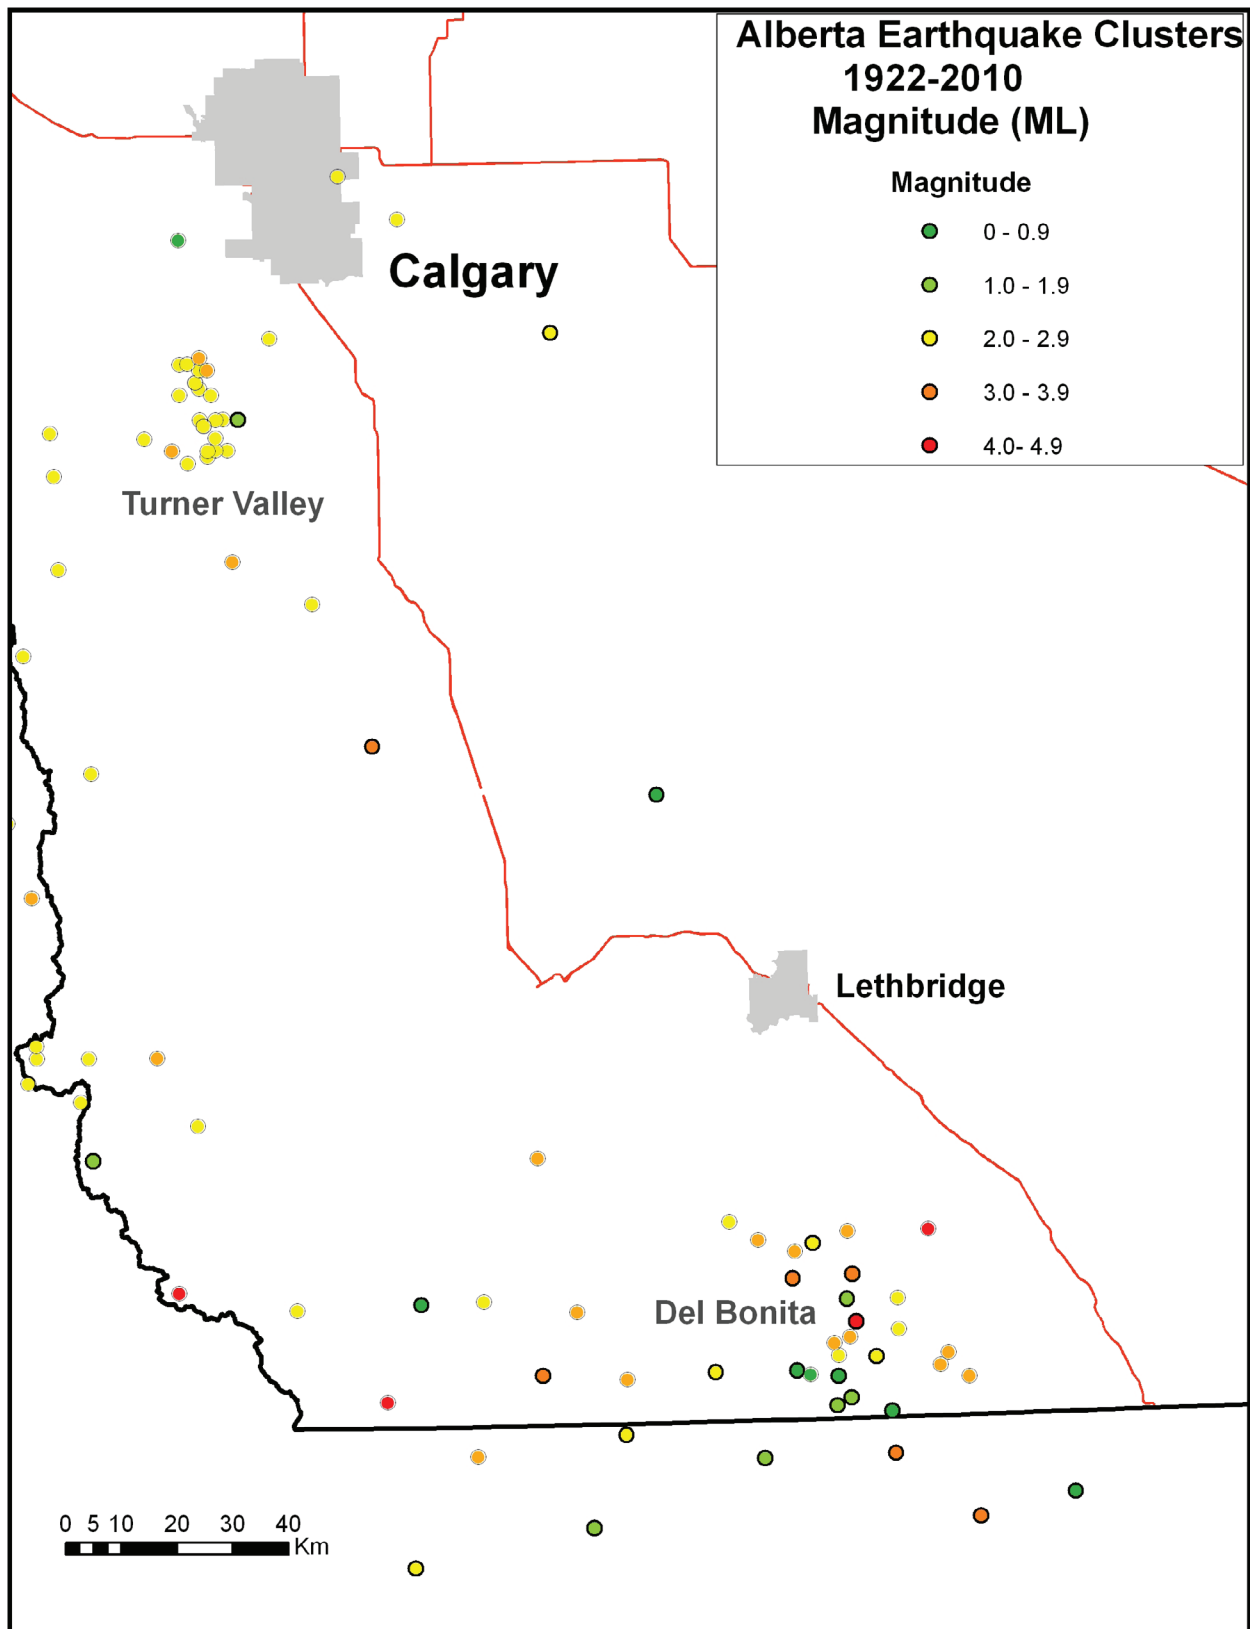 Alberta Earthquake Clusters
1922-2010
Magnitude (ML)
Magnitude
0 - 0.9
1.0 - 1.9
2.0 - 2.9
3.0 - 3.9
4.0- 4.9
Calgary
Turner Valley
Lethbridge
Del Bonita
0 5 10 20 30 40
Km